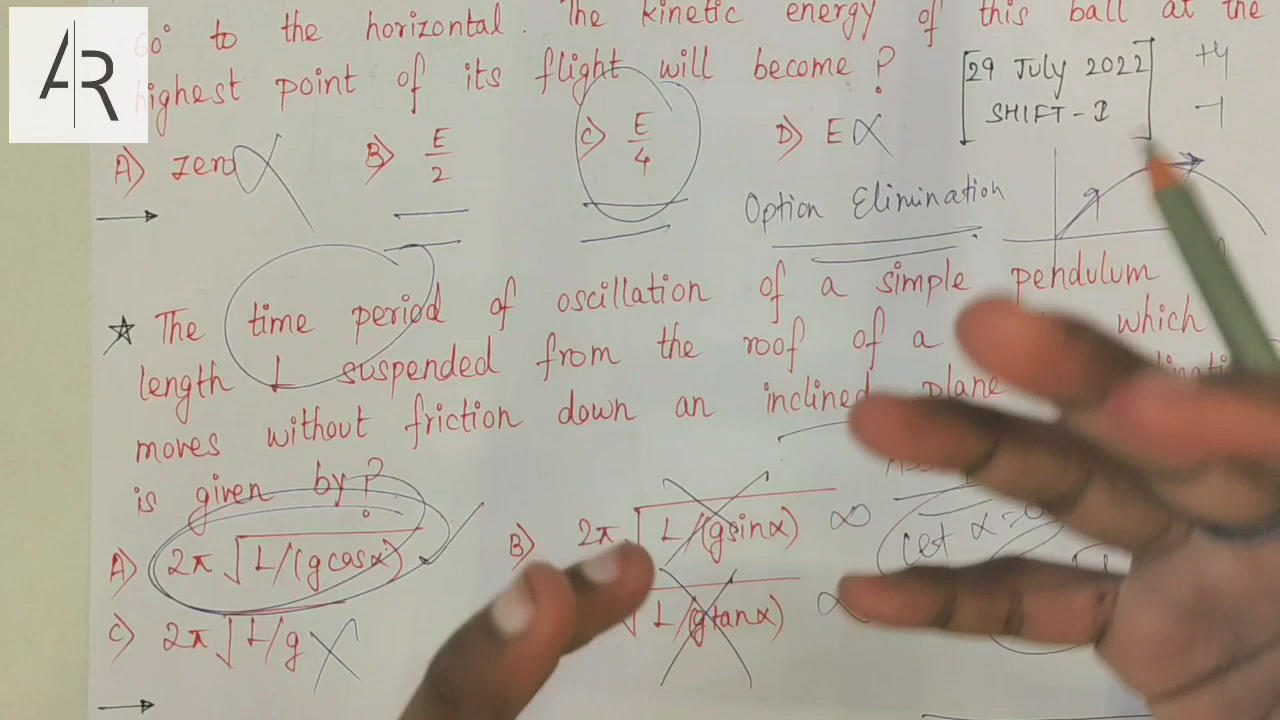 AR
60° to the horizontal. The kinetic energy of this ball at the
highest point of its flight will become ?
[29 July 2022 SHIFT - I]
+4
-1
A) zero B) E/2 C) E/4 D) E
Option Elimination
☆ The time period of oscillation of a simple pendulum
length L suspended from the roof of a which
moves without friction down an inclined plane
is given by ?
A) 2π √L/(g cosα) B) 2π √L/(g sinα) ∞
Let α = 0
C) 2π √L/g √L/(g tanα)